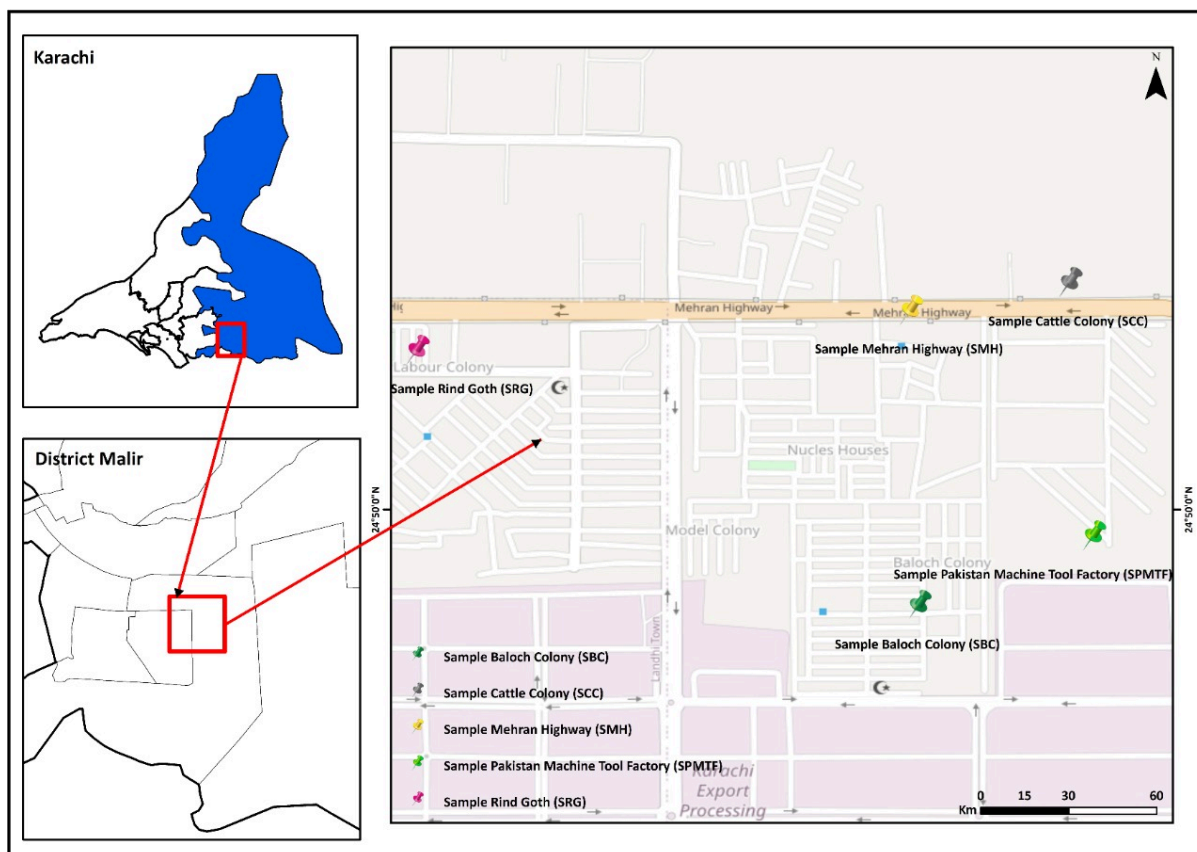 Karachi
District Malir
N
Mehran Highway
Mehran Highway
Sample Cattle Colony (SCC)
Sample Mehran Highway (SMH)
Labour Colony
Sample Rind Goth (SRG)
Nucles Houses
24°50'0"N
24°50'0"N
Model Colony
Baloch Colony
Sample Pakistan Machine Tool Factory (SPMTF)
Landhi Town
Sample Baloch Colony (SBC)
Sample Baloch Colony (SBC)
Sample Cattle Colony (SCC)
Sample Mehran Highway (SMH)
Sample Pakistan Machine Tool Factory (SPMTF)
Sample Rind Goth (SRG)
Karachi
Export
Processing
0 15 30 60
Km